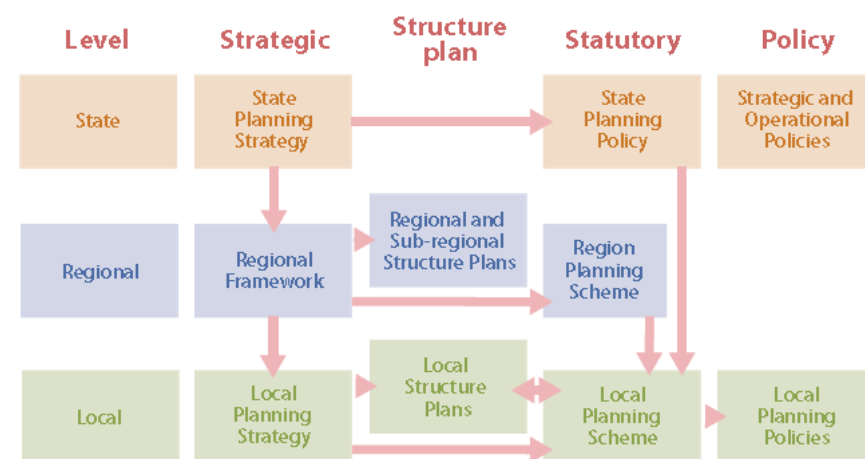 Level
Strategic
Structure
plan
Statutory
Policy
State
State
Planning
Strategy
State
Planning
Policy
Strategic and
Operational
Policies
Regional
Regional
Framework
Regional and
Sub-regional
Structure Plans
Region
Planning
Scheme
Local
Local
Planning
Strategy
Local
Structure
Plans
Local
Planning
Scheme
Local
Planning
Policies